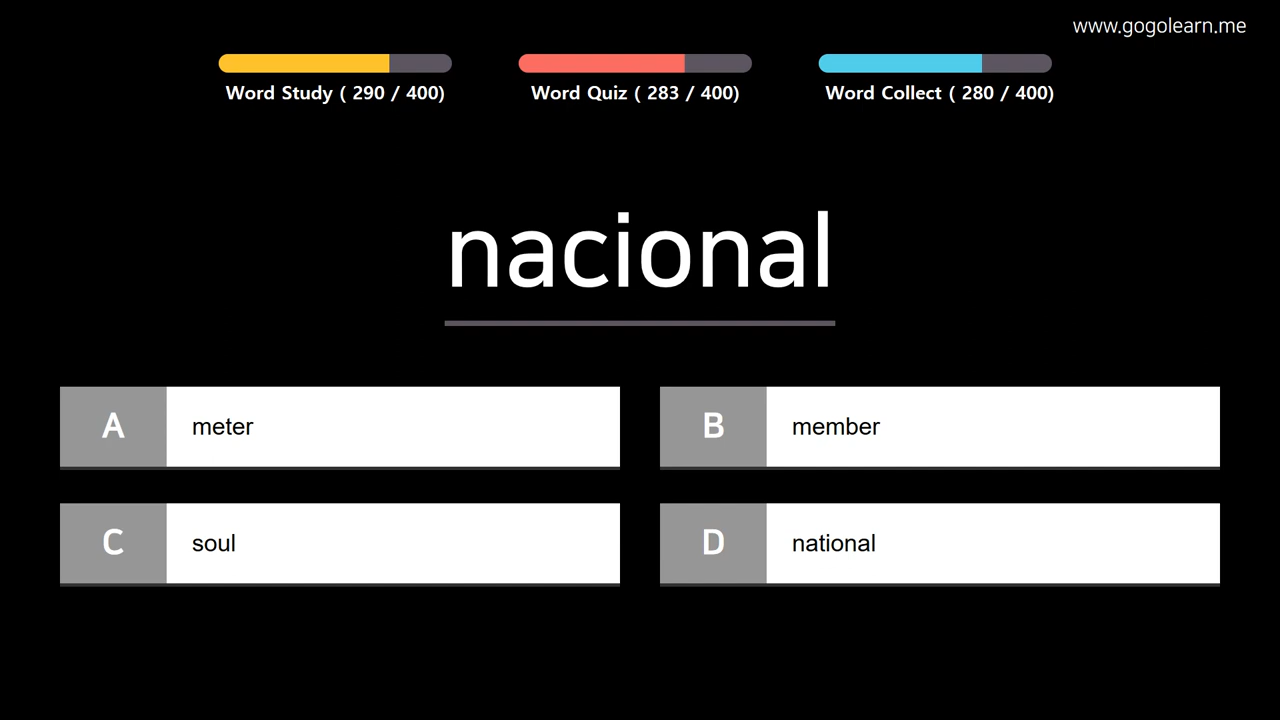 www.gogolearn.me
Word Study ( 290 / 400)
Word Quiz ( 283 / 400)
Word Collect ( 280 / 400)
nacional
A meter
B member
C soul
D national